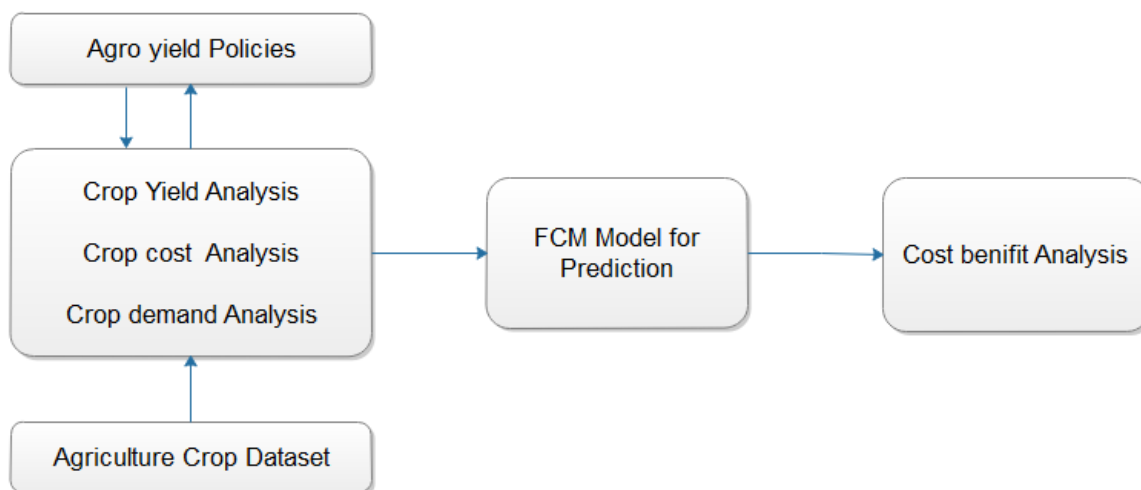 Agro yield Policies
Crop Yield Analysis
Crop cost Analysis
Crop demand Analysis
FCM Model for
Prediction
Cost benifit Analysis
Agriculture Crop Dataset